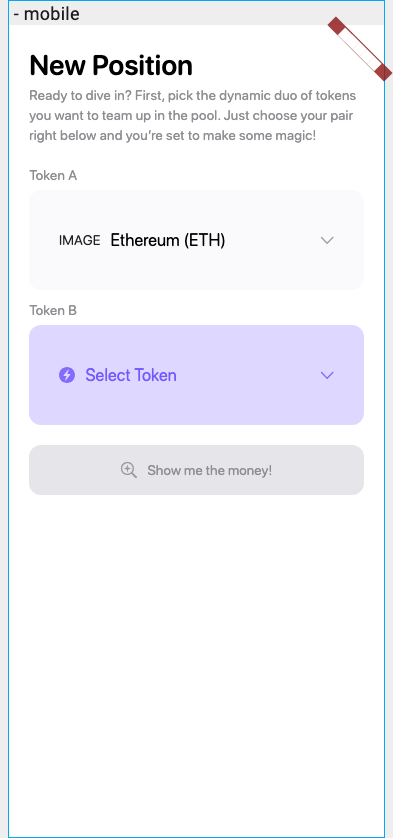 - mobile
New Position
Ready to dive in? First, pick the dynamic duo of tokens
you want to team up in the pool. Just choose your pair
right below and you’re set to make some magic!
Token A
IMAGE Ethereum (ETH)
Token B
Select Token
Show me the money!